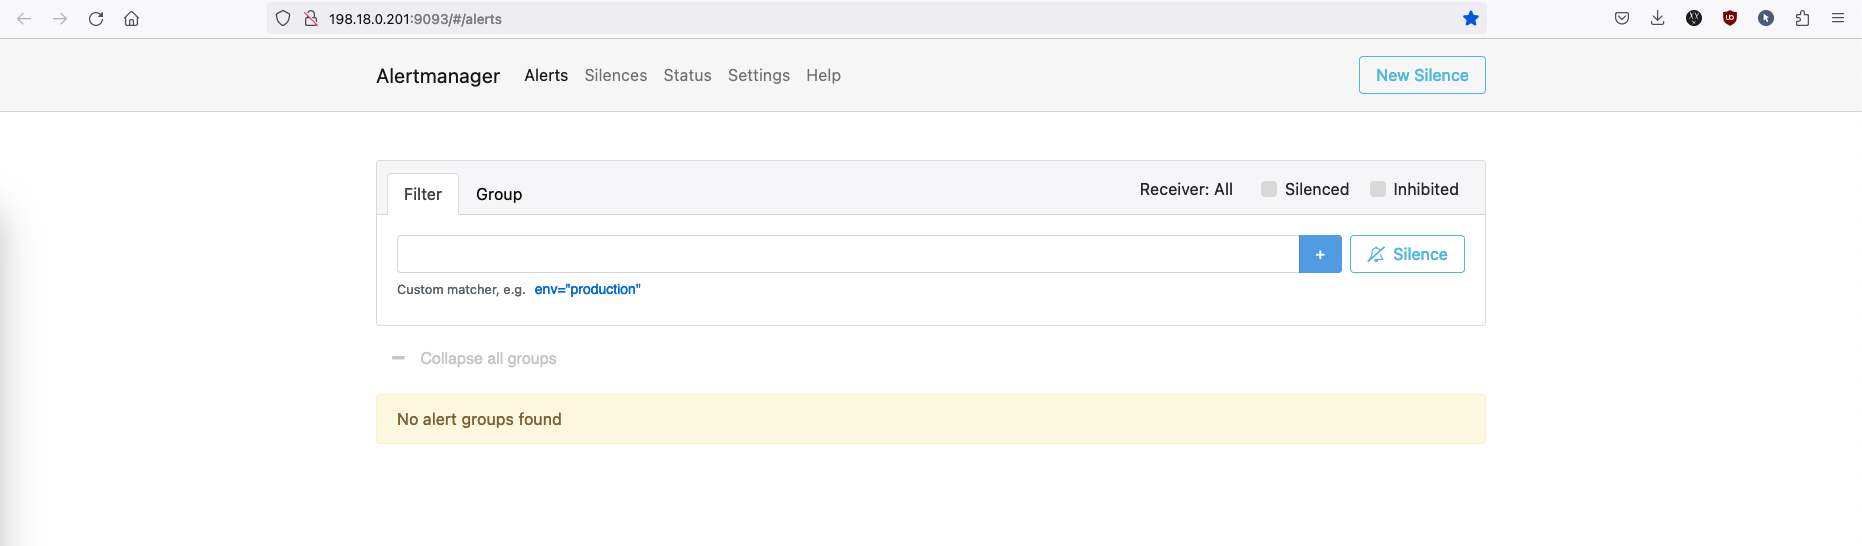 198.18.0.201:9093/#/alerts
Alertmanager Alerts Silences Status Settings Help New Silence
Filter Group Receiver: All Silenced Inhibited
+ Silence
Custom matcher, e.g. env="production"
Collapse all groups
No alert groups found